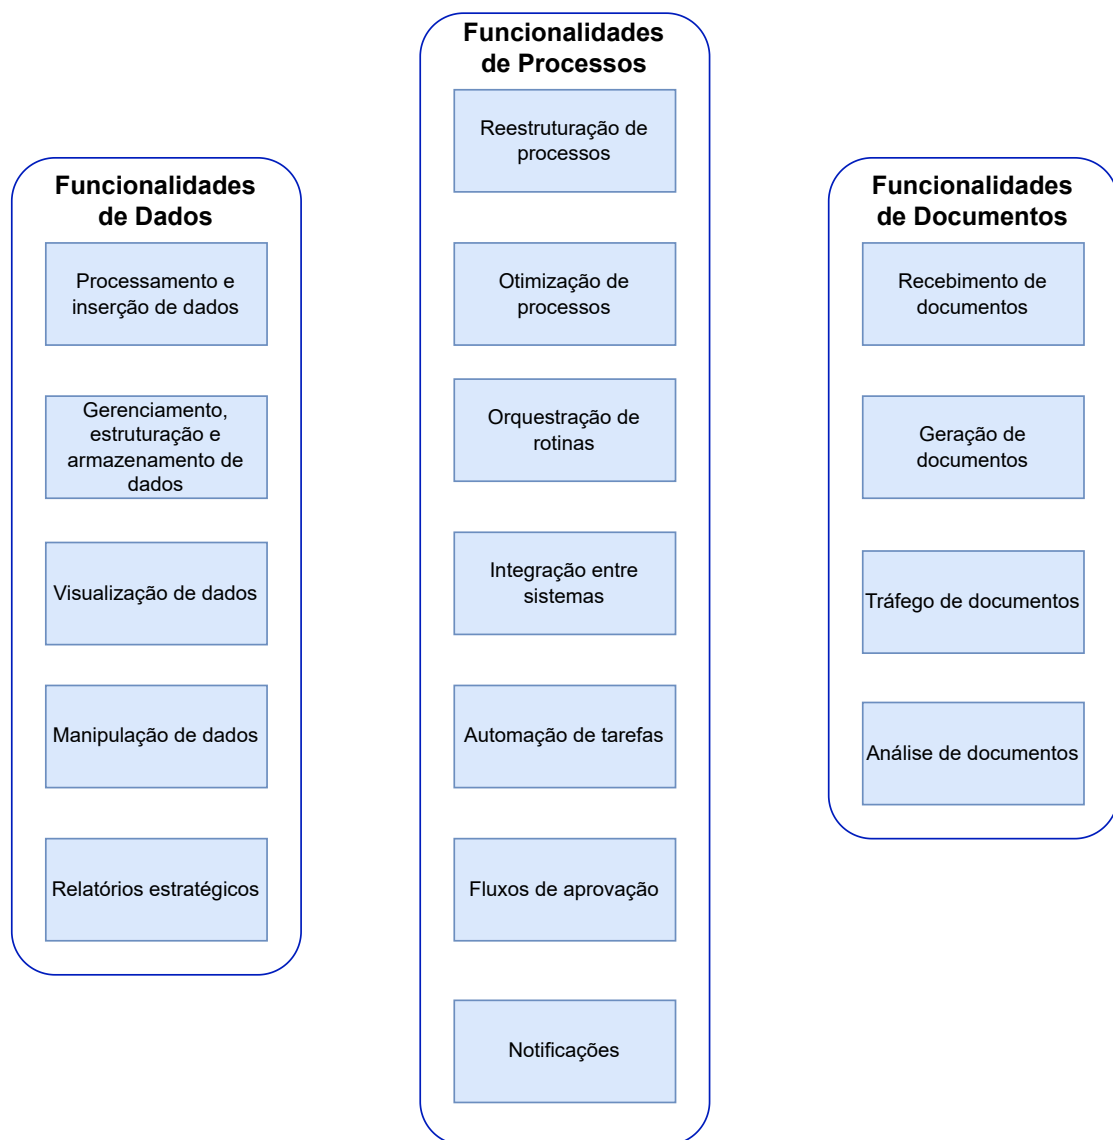 Funcionalidades
de Dados
Processamento e
inserção de dados
Gerenciamento,
estruturação e
armazenamento de
dados
Visualização de dados
Manipulação de dados
Relatórios estratégicos
Funcionalidades
de Processos
Reestruturação de
processos
Otimização de
processos
Orquestração de
rotinas
Integração entre
sistemas
Automação de tarefas
Fluxos de aprovação
Notificações
Funcionalidades
de Documentos
Recebimento de
documentos
Geração de
documentos
Tráfego de documentos
Análise de documentos